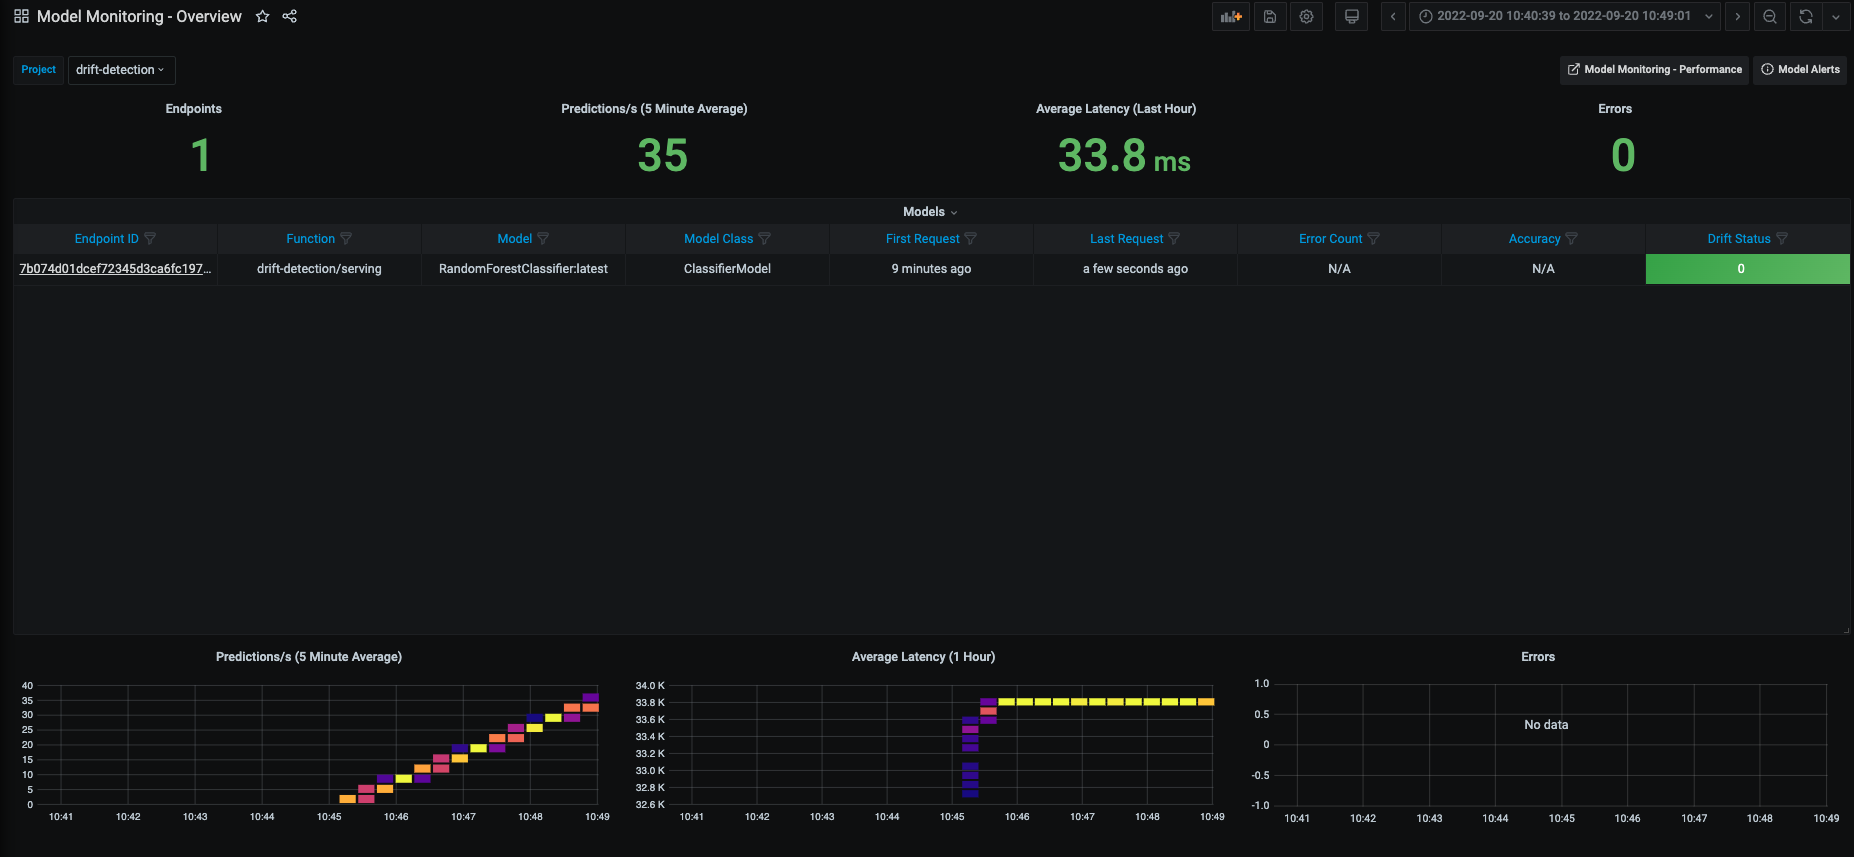 Model Monitoring - Overview
2022-09-20 10:40:39 to 2022-09-20 10:49:01
Project drift-detection
Model Monitoring - Performance Model Alerts
Endpoints Predictions/s (5 Minute Average) Average Latency (Last Hour) Errors
1 35 33.8 ms 0
Models
Endpoint ID Function Model Model Class First Request Last Request Error Count Accuracy Drift Status
7b074d01dcef72345d3ca6fc197... drift-detection/serving RandomForestClassifier:latest ClassifierModel 9 minutes ago a few seconds ago N/A N/A 0
Predictions/s (5 Minute Average)
40
35
30
25
20
15
10
5
0
10:41 10:42 10:43 10:44 10:45 10:46 10:47 10:48 10:49
Average Latency (1 Hour)
34.0 K
33.8 K
33.6 K
33.4 K
33.2 K
33.0 K
32.8 K
32.6 K
10:41 10:42 10:43 10:44 10:45 10:46 10:47 10:48 10:49
Errors
1.0
0.5
0
-0.5
-1.0
No data
10:41 10:42 10:43 10:44 10:45 10:46 10:47 10:48 10:49